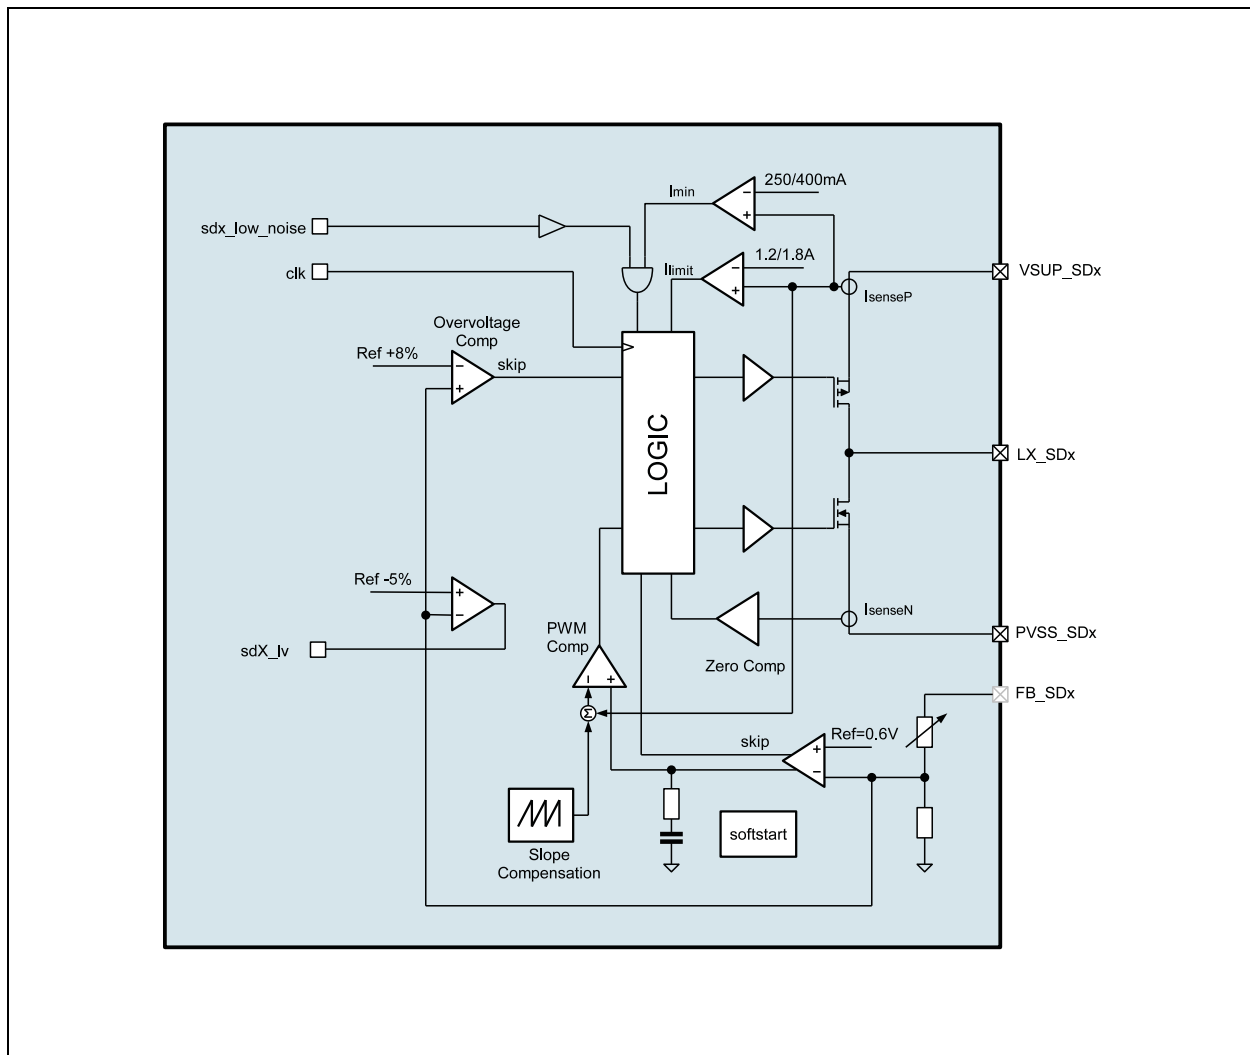 250/400mA
Imin
sdx_low_noise
1.2/1.8A
clk
Ilimit
VSUP_SDx
IsenseP
Overvoltage
Comp
Ref +8%
skip
LOGIC
LX_SDx
Ref -5%
IsenseN
PWM
Comp
PVSS_SDx
sdX_lv
Zero Comp
FB_SDx
Σ
Ref=0.6V
skip
softstart
Slope
Compensation